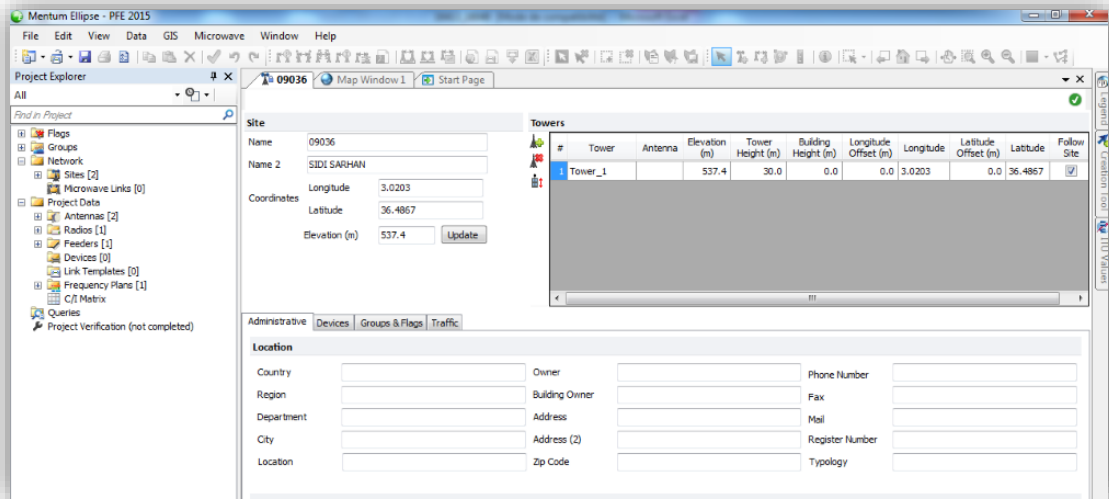 Mentum Ellipse - PFE 2015
File Edit View Data GIS Microwave Window Help
Project Explorer
09036 Map Window 1 Start Page
All
Find in Project
Flags
Groups
Network
Sites [2]
Microwave Links [0]
Project Data
Antennas [2]
Radios [1]
Feeders [1]
Devices [0]
Link Templates [0]
Frequency Plans [1]
C/I Matrix
Queries
Project Verification (not completed)
Site
Name 09036
Name 2 SIDI SARHAN
Coordinates
Longitude 3.0203
Latitude 36.4867
Elevation (m) 537.4 Update
Towers
# Tower Antenna Elevation (m) Tower Height (m) Building Height (m) Longitude Offset (m) Longitude Latitude Offset (m) Latitude Follow Site
1 Tower_1 537.4 30.0 0.0 0.0 3.0203 0.0 36.4867
Administrative Devices Groups & Flags Traffic
Location
Country Owner Phone Number
Region Building Owner Fax
Department Address Mail
City Address (2) Register Number
Location Zip Code Typology
Legend
Creation Tool
ITU Values